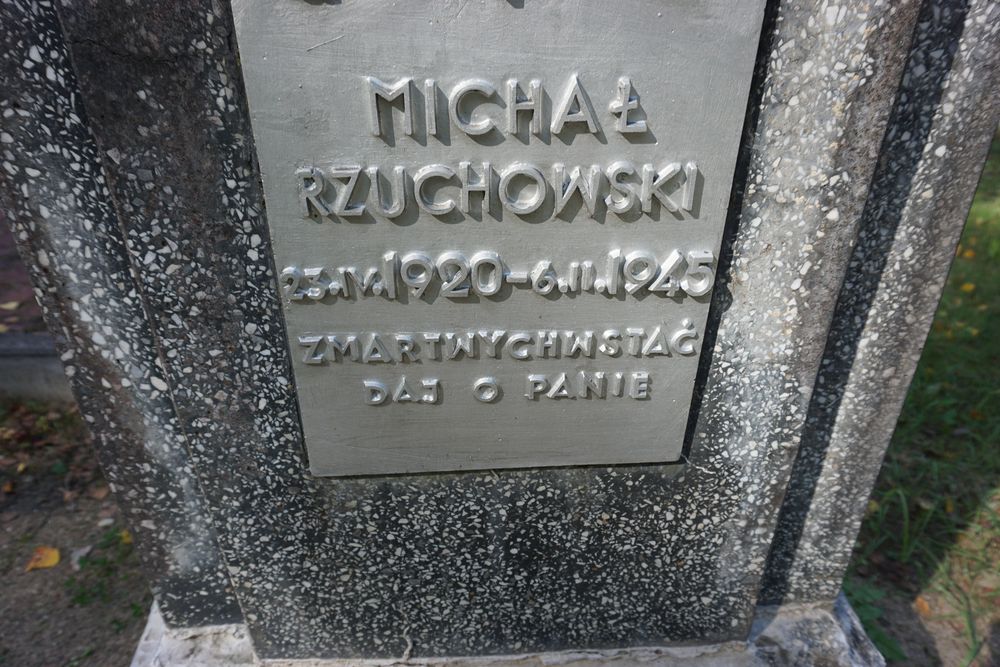 MICHAŁ
RZUCHOWSKI
23.IV.1920-6.II.1945
ZMARTWYCHWSTAĆ
DAJ O PANIE